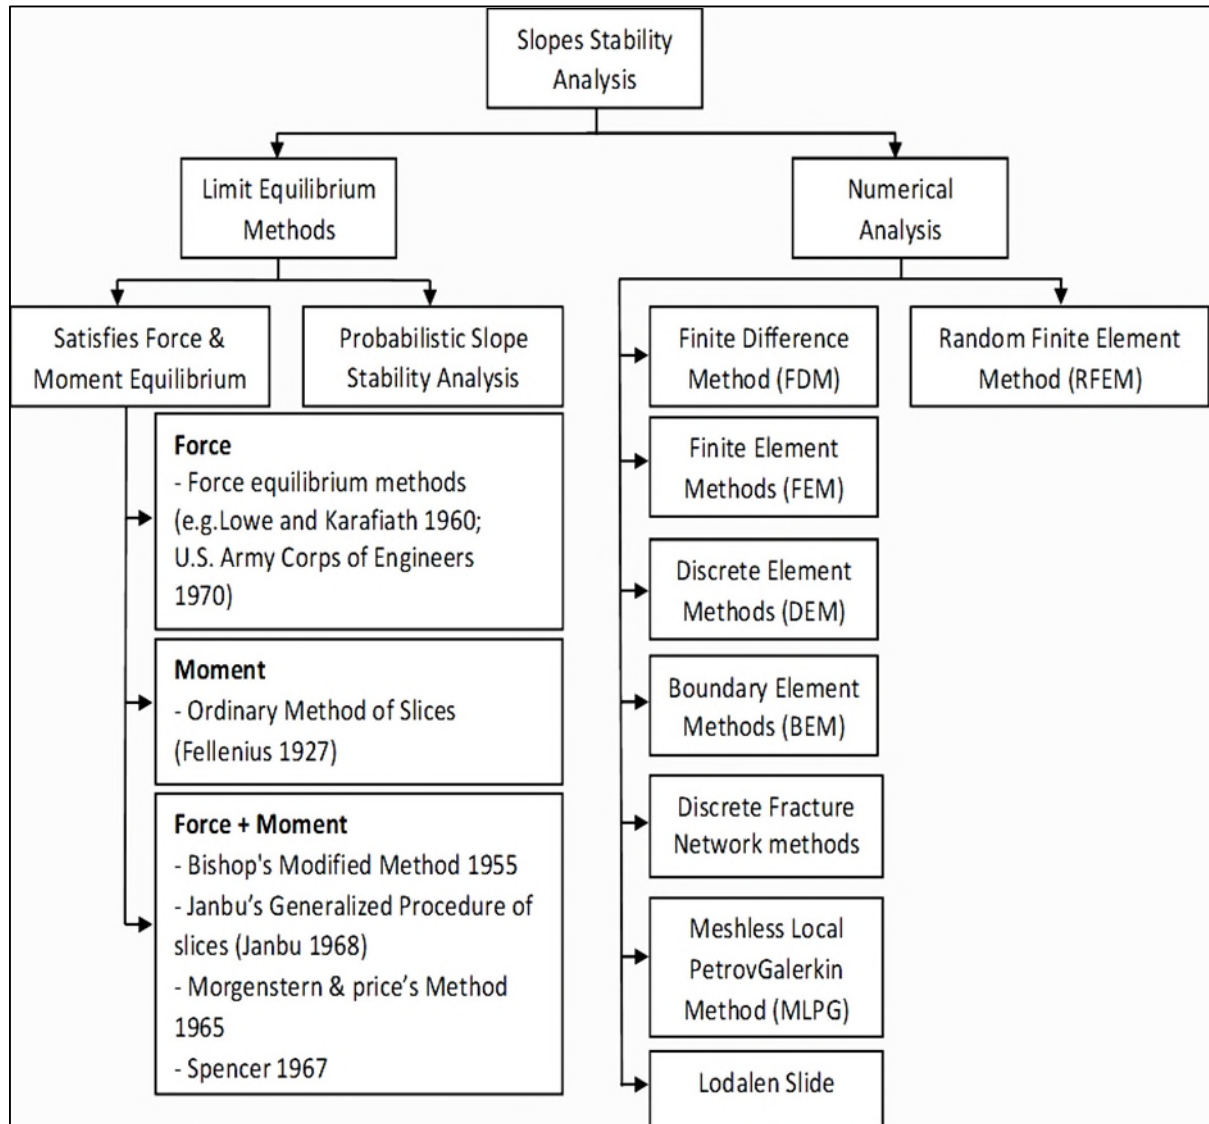 Slopes Stability
Analysis
Limit Equilibrium
Methods
Numerical
Analysis
Satisfies Force &
Moment Equilibrium
Probabilistic Slope
Stability Analysis
Force
- Force equilibrium methods
(e.g.Lowe and Karafiath 1960;
U.S. Army Corps of Engineers
1970)
Moment
- Ordinary Method of Slices
(Fellenius 1927)
Force + Moment
- Bishop's Modified Method 1955
- Janbu’s Generalized Procedure of
slices (Janbu 1968)
- Morgenstern & price’s Method
1965
- Spencer 1967
Finite Difference
Method (FDM)
Finite Element
Methods (FEM)
Discrete Element
Methods (DEM)
Boundary Element
Methods (BEM)
Discrete Fracture
Network methods
Meshless Local
PetrovGalerkin
Method (MLPG)
Lodalen Slide
Random Finite Element
Method (RFEM)